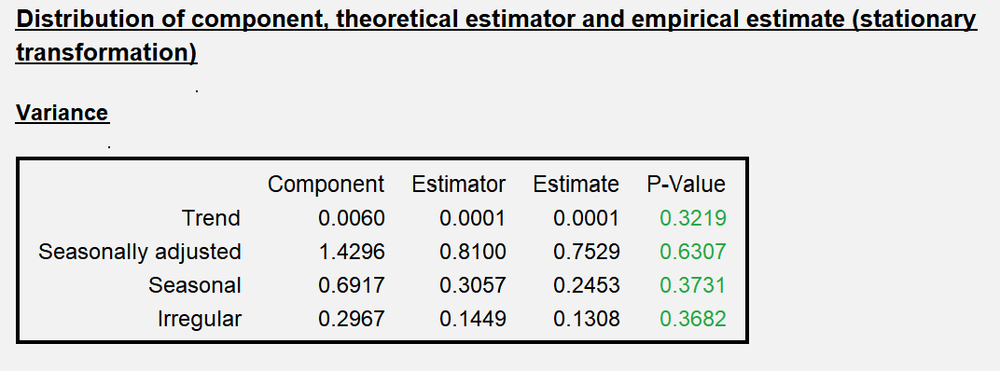 Distribution of component, theoretical estimator and empirical estimate (stationary
transformation)
.
Variance
.
Component Estimator Estimate P-Value
Trend 0.0060 0.0001 0.0001 0.3219
Seasonally adjusted 1.4296 0.8100 0.7529 0.6307
Seasonal 0.6917 0.3057 0.2453 0.3731
Irregular 0.2967 0.1449 0.1308 0.3682